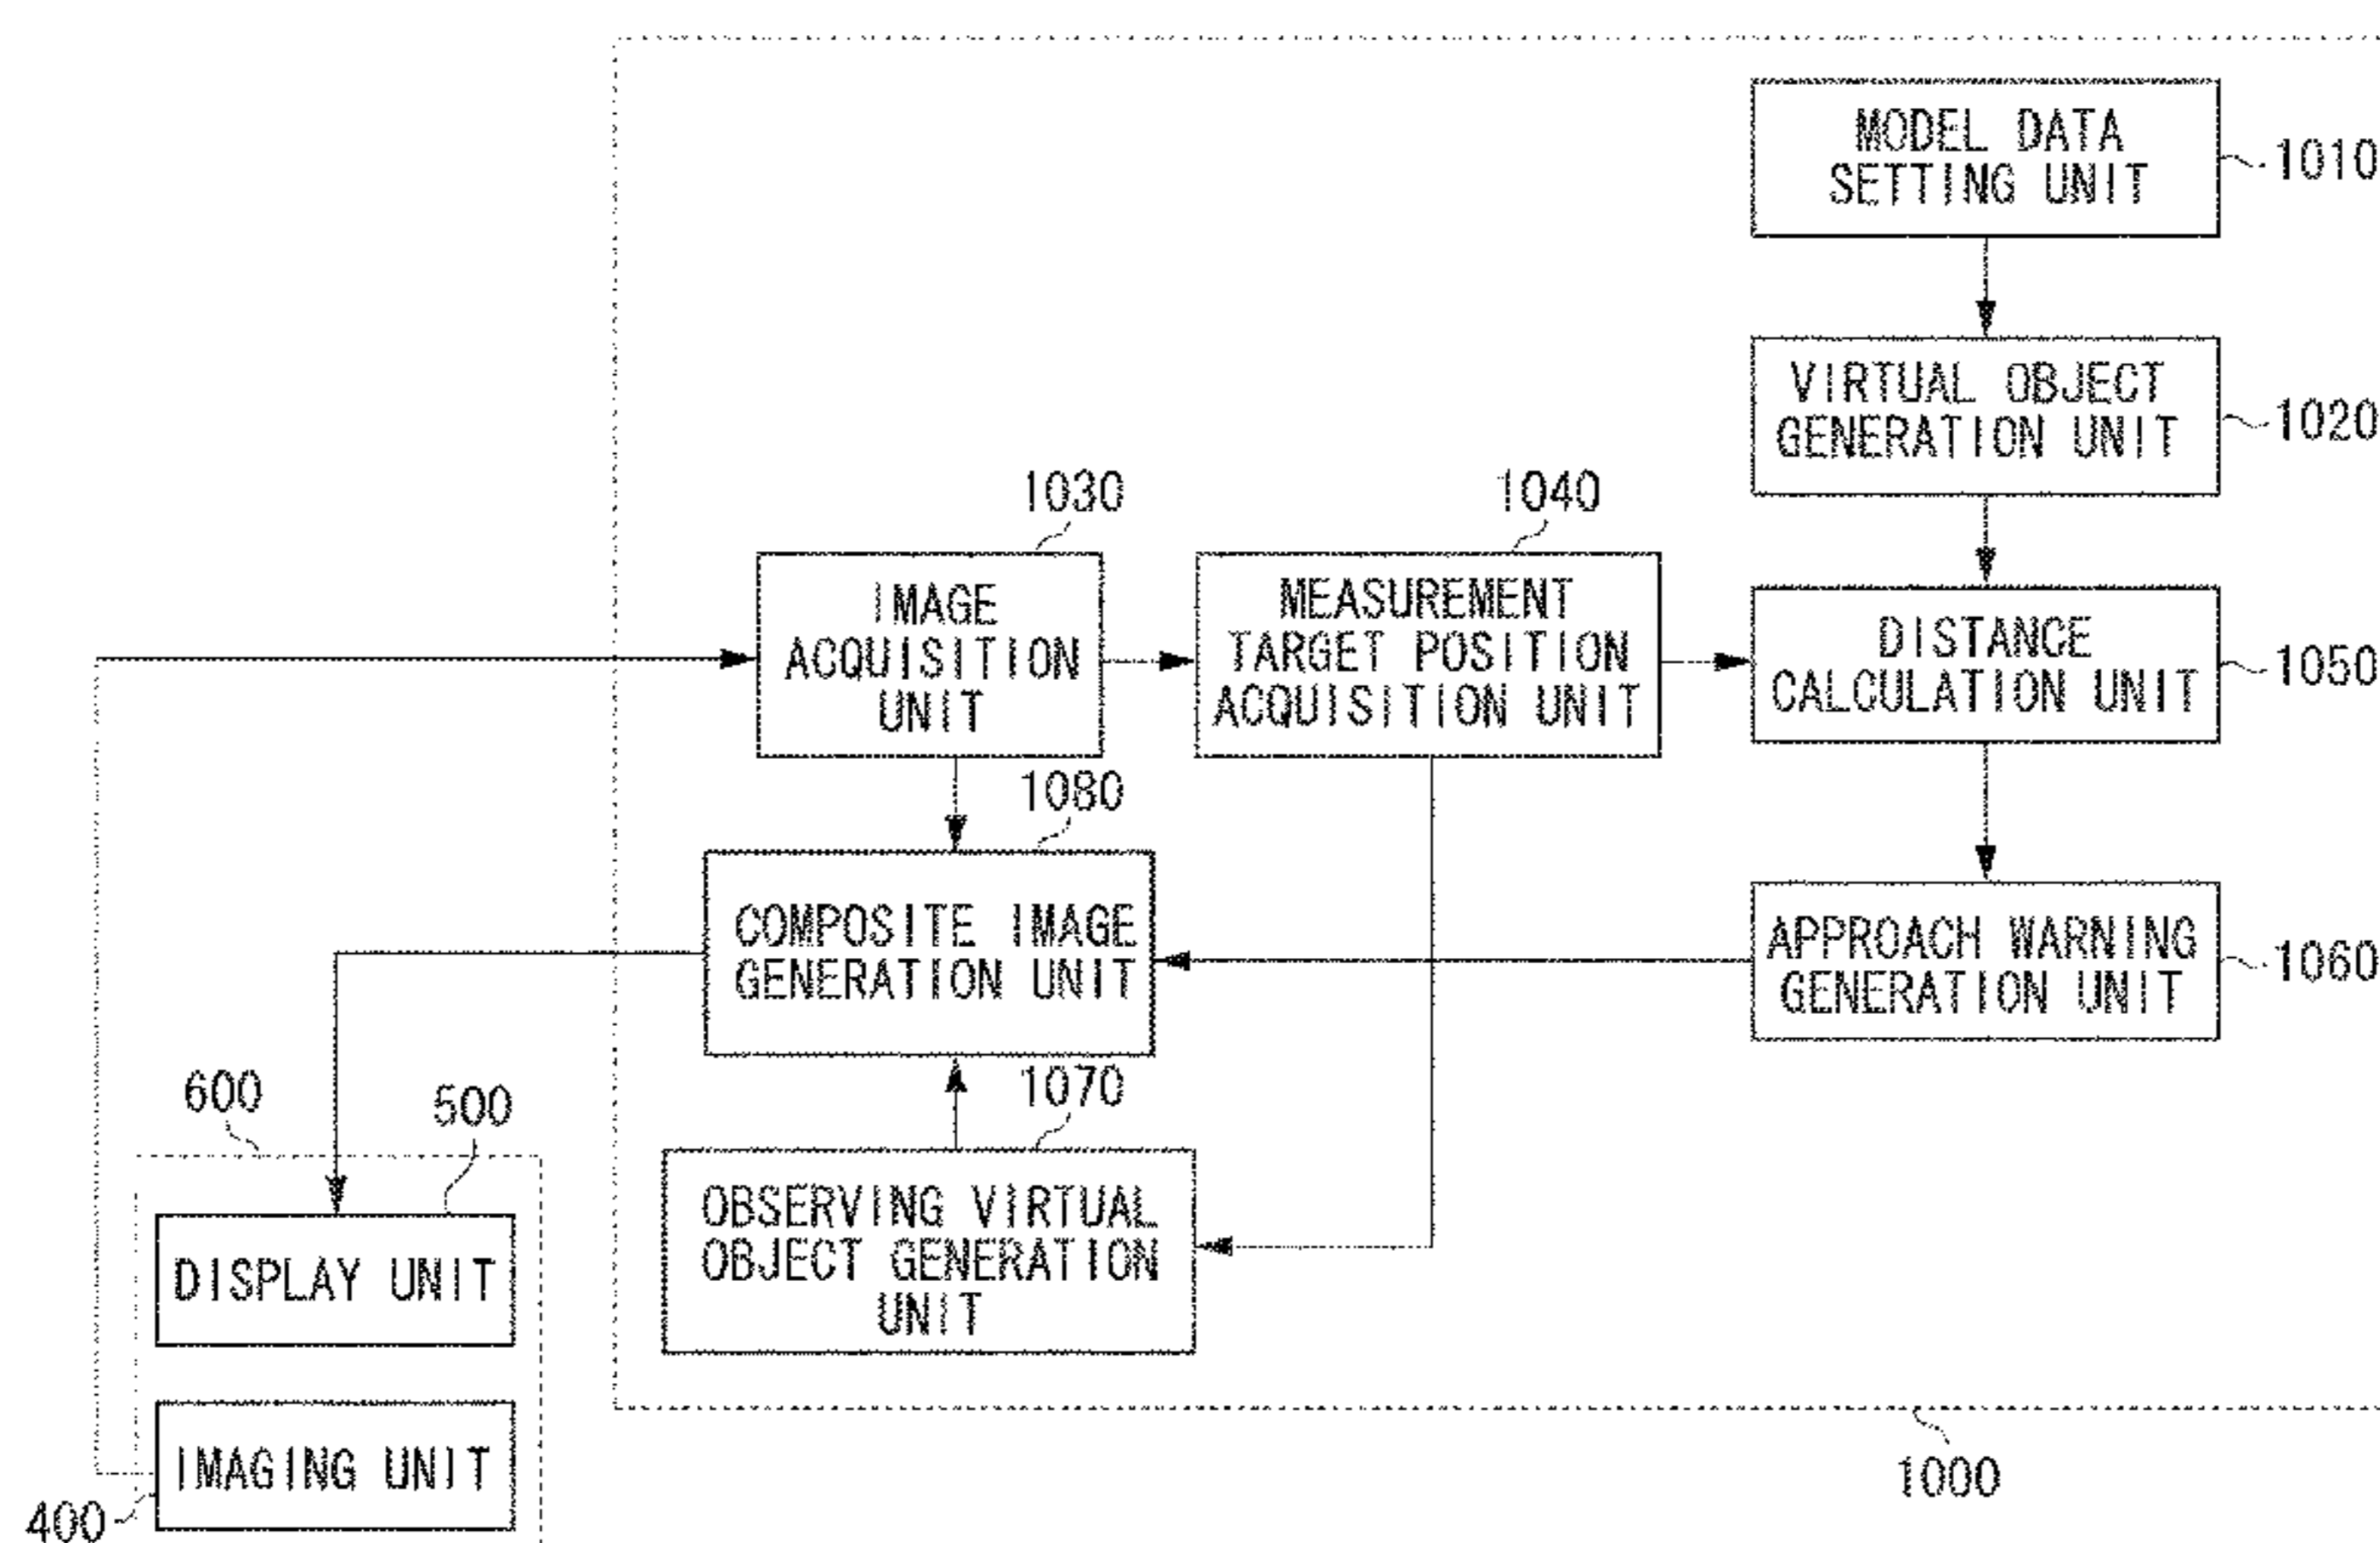 MODEL DATA
SETTING UNIT
1010
VIRTUAL OBJECT
GENERATION UNIT
1020
1030
1040
IMAGE
ACQUISITION
UNIT
MEASUREMENT
TARGET POSITION
ACQUISITION UNIT
DISTANCE
CALCULATION UNIT
1050
1080
COMPOSITE IMAGE
GENERATION UNIT
APPROACH WARNING
GENERATION UNIT
1060
600
500
1070
DISPLAY UNIT
OBSERVING VIRTUAL
OBJECT GENERATION
UNIT
IMAGING UNIT
400
1000